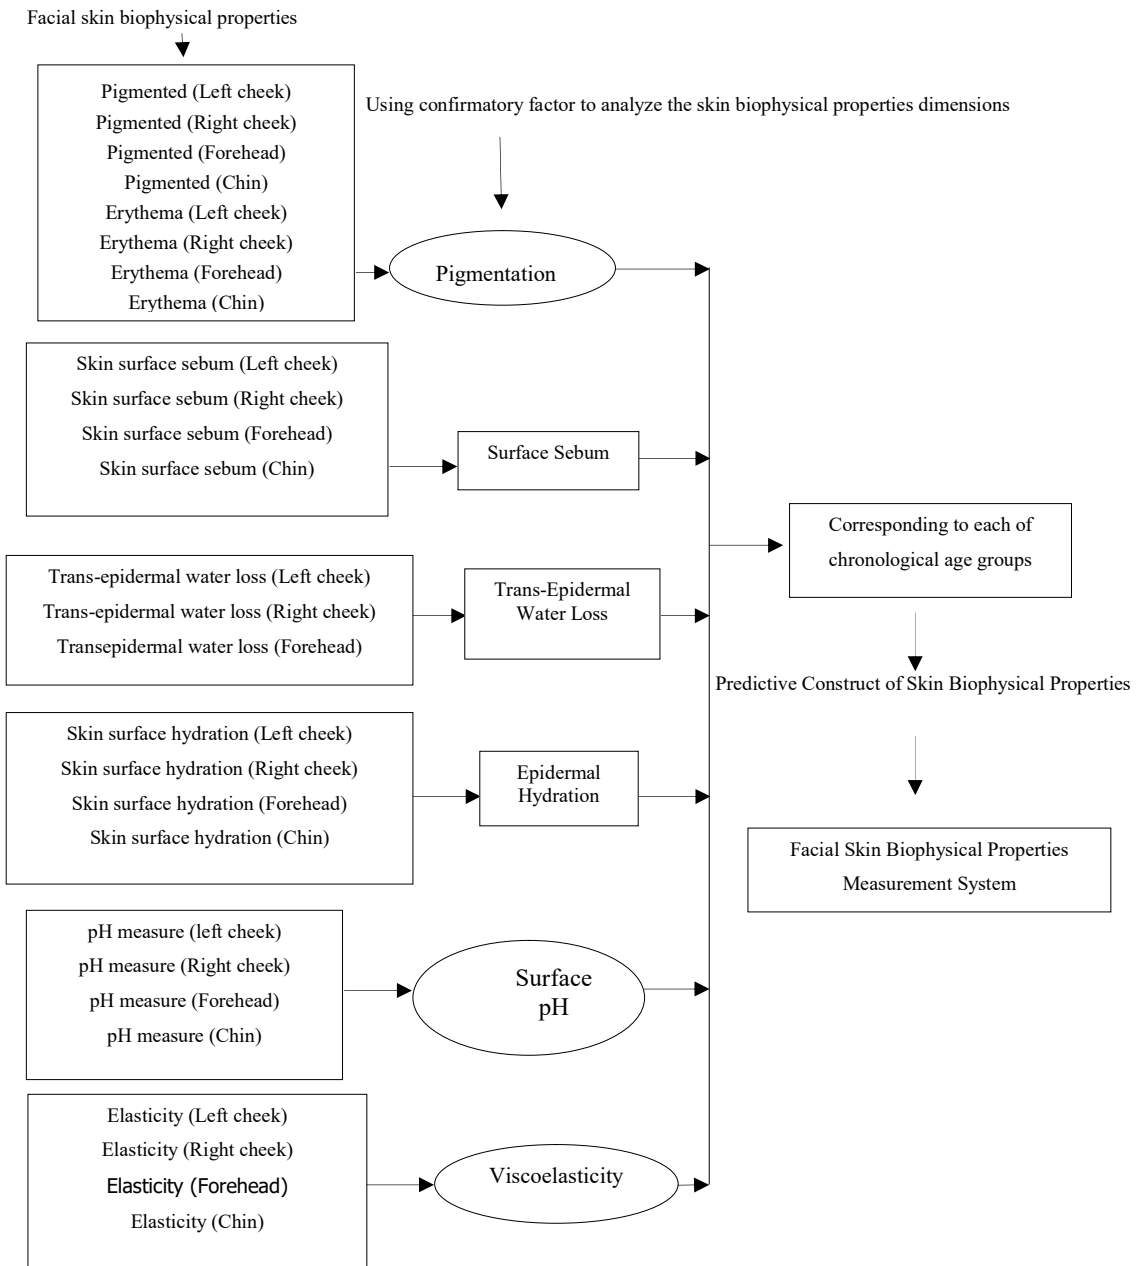 Facial skin biophysical properties
Pigmented (Left cheek)
Pigmented (Right cheek)
Pigmented (Forehead)
Pigmented (Chin)
Erythema (Left cheek)
Erythema (Right cheek)
Erythema (Forehead)
Erythema (Chin)
Using confirmatory factor to analyze the skin biophysical properties dimensions
Pigmentation
Skin surface sebum (Left cheek)
Skin surface sebum (Right cheek)
Skin surface sebum (Forehead)
Skin surface sebum (Chin)
Surface Sebum
Trans-epidermal water loss (Left cheek)
Trans-epidermal water loss (Right cheek)
Transepidermal water loss (Forehead)
Trans-Epidermal
Water Loss
Skin surface hydration (Left cheek)
Skin surface hydration (Right cheek)
Skin surface hydration (Forehead)
Skin surface hydration (Chin)
Epidermal
Hydration
pH measure (left cheek)
pH measure (Right cheek)
pH measure (Forehead)
pH measure (Chin)
Surface
pH
Elasticity (Left cheek)
Elasticity (Right cheek)
Elasticity (Forehead)
Elasticity (Chin)
Viscoelasticity
Corresponding to each of
chronological age groups
Predictive Construct of Skin Biophysical Properties
Facial Skin Biophysical Properties
Measurement System